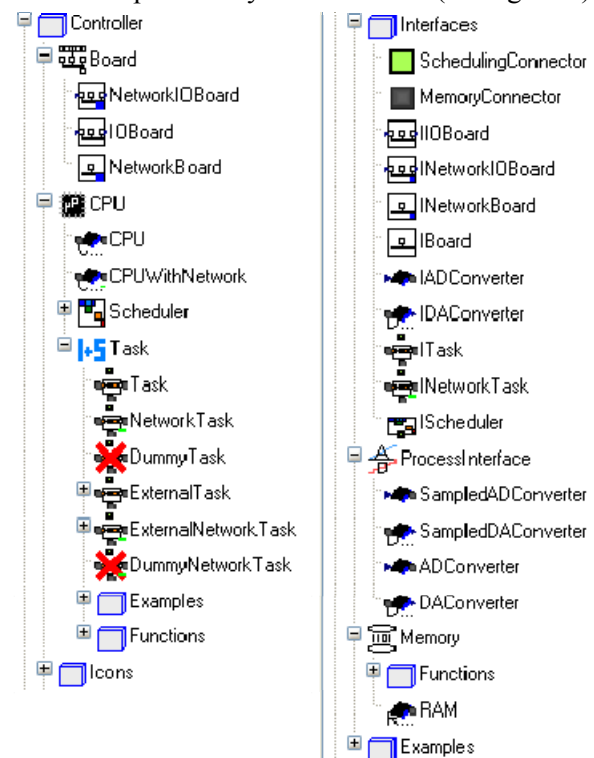 Controller
Board
NetworkIOBoard
IOBoard
NetworkBoard
CPU
CPU
CPUWithNetwork
Scheduler
Task
Task
NetworkTask
DummyTask
ExternalTask
ExternalNetworkTask
DummyNetworkTask
Examples
Functions
Icons
Interfaces
SchedulingConnector
MemoryConnector
IIOBoard
INetworkIOBoard
INetworkBoard
IBoard
IADConverter
IDAConverter
ITask
INetworkTask
IScheduler
ProcessInterface
SampledADConverter
SampledDAConverter
ADConverter
DAConverter
Memory
Functions
RAM
Examples